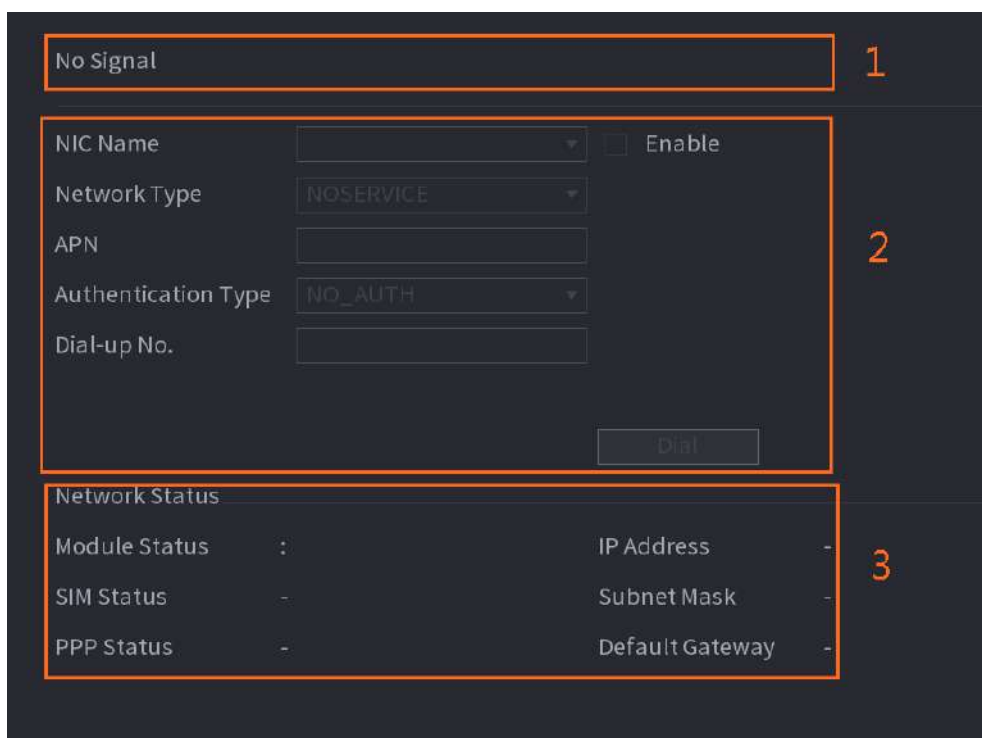 No Signal 1
NIC Name Enable
Network Type NOSERVICE
APN 2
Authentication Type NO_AUTH
Dial-up No.
Dial
Network Status
Module Status : IP Address -
SIM Status - Subnet Mask - 3
PPP Status - Default Gateway -